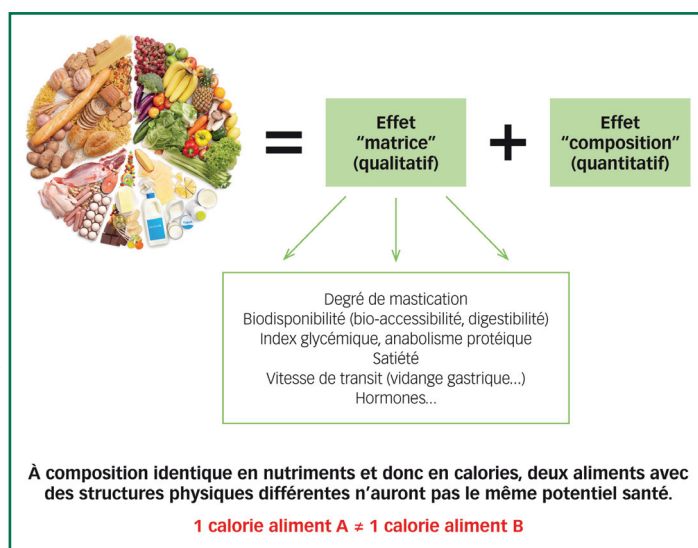 =
Effet
“matrice”
(qualitatif)
+
Effet
“composition”
(quantitatif)
Degré de mastication
Biodisponibilité (bio-accessibilité, digestibilité)
Index glycémique, anabolisme protéique
Satiété
Vitesse de transit (vidange gastrique...)
Hormones...
À composition identique en nutriments et donc en calories, deux aliments avec
des structures physiques différentes n’auront pas le même potentiel santé.
1 calorie aliment A ≠ 1 calorie aliment B